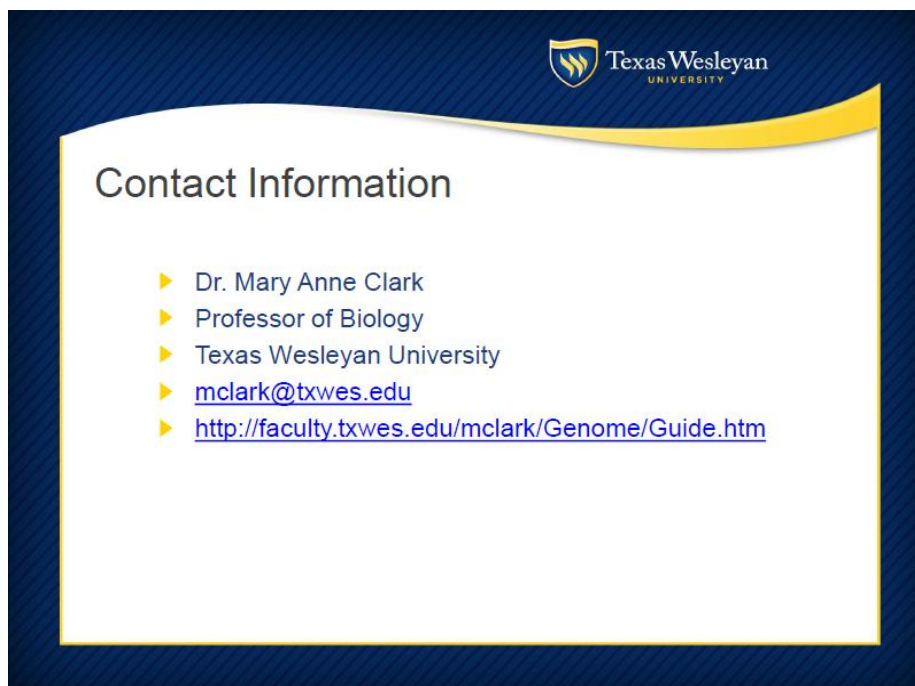 Texas Wesleyan
UNIVERSITY
Contact Information
Dr. Mary Anne Clark
Professor of Biology
Texas Wesleyan University
mclark@txwes.edu
http://faculty.txwes.edu/mclark/Genome/Guide.htm